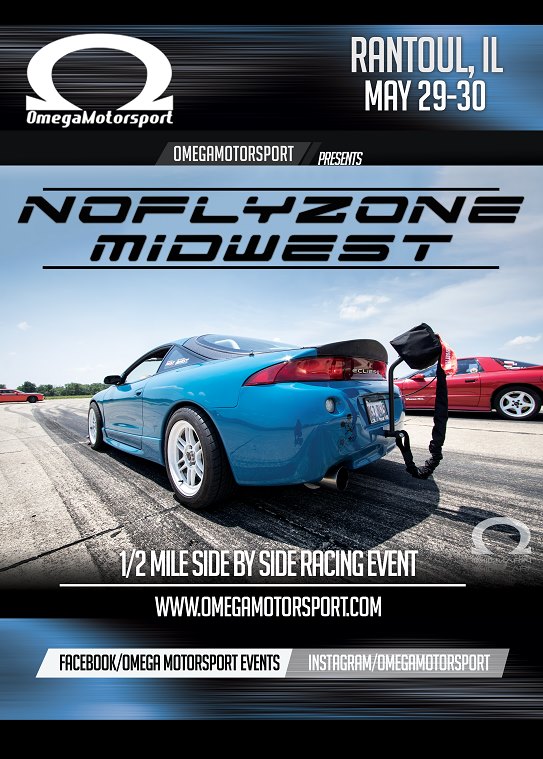 OmegaMotorsport
RANTOUL, IL
MAY 29-30
OMEGAMOTORSPORT PRESENTS
NOFLYZONE
MIDWEST
ECLIPSE
1/2 MILE SIDE BY SIDE RACING EVENT
WWW.OMEGAMOTORSPORT.COM
FACEBOOK/OMEGA MOTORSPORT EVENTS
INSTAGRAM/OMEGAMOTORSPORT